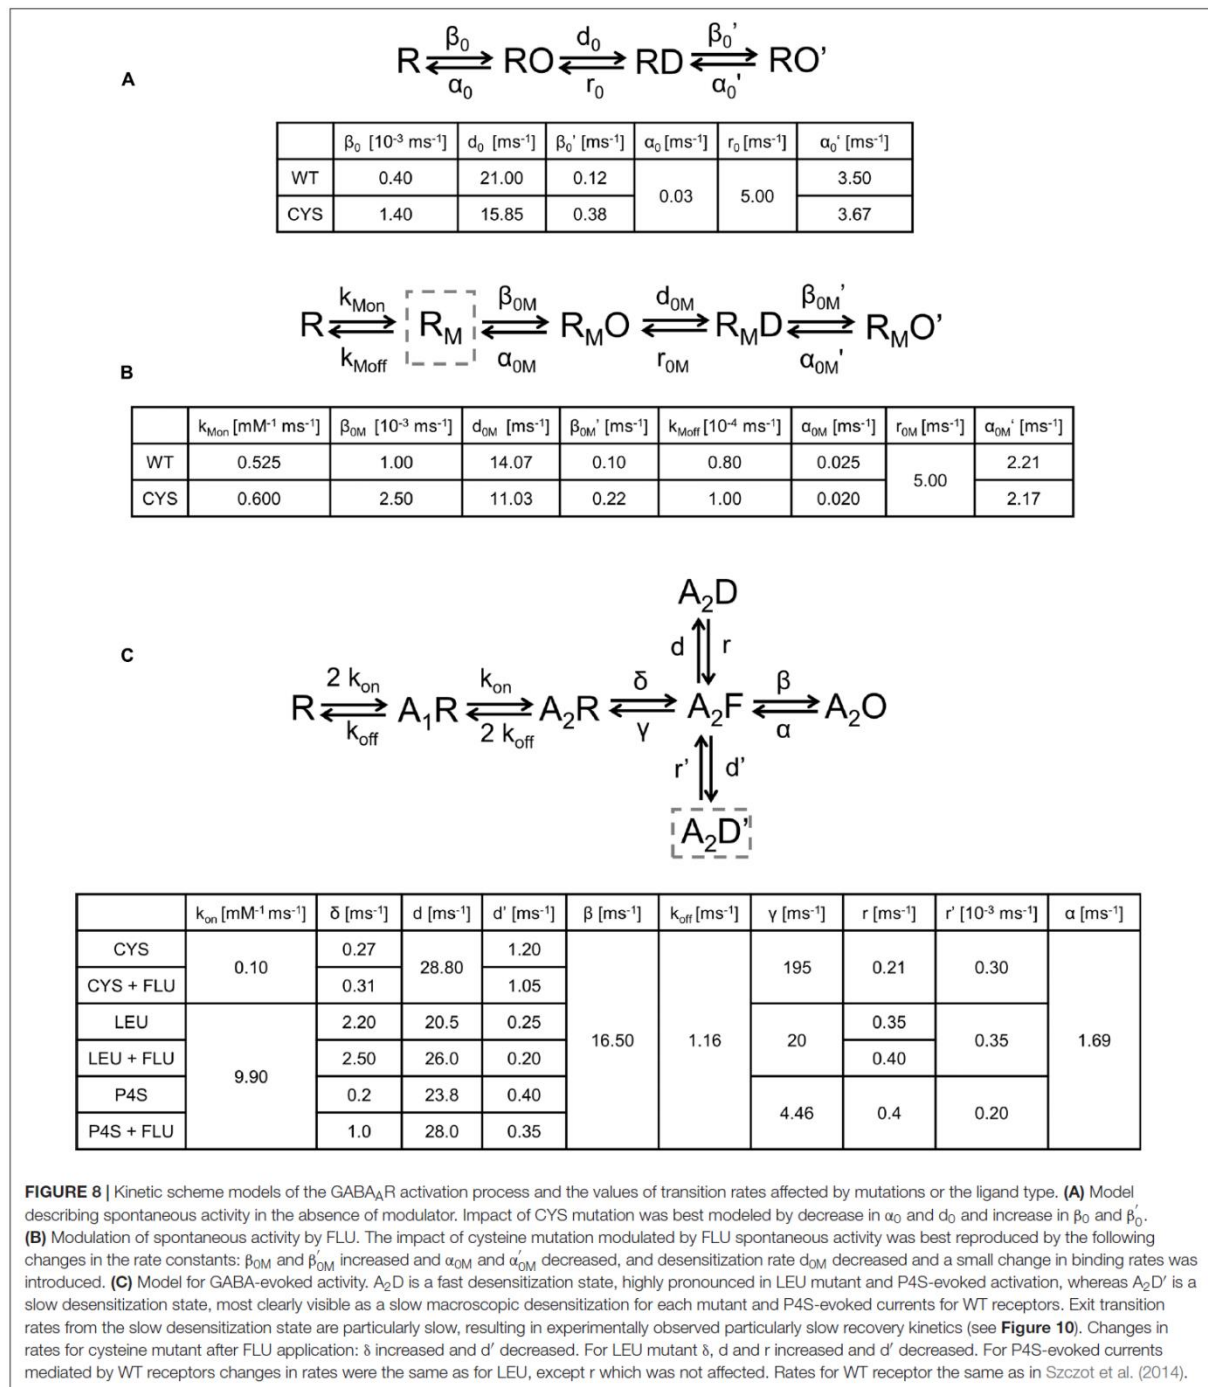 β₀ d₀ β₀'
R RO RD RO'
α₀ r₀ α₀'
A
β₀ [10⁻³ ms⁻¹] d₀ [ms⁻¹] β₀' [ms⁻¹] α₀ [ms⁻¹] r₀ [ms⁻¹] α₀' [ms⁻¹]
WT 0.40 21.00 0.12 0.03 5.00 3.50
CYS 1.40 15.85 0.38 3.67
k_Mon β₀M d₀M β₀M'
R R_M R_MO R_MD R_MO'
k_Moff α₀M r₀M α₀M'
B
k_Mon [mM⁻¹ ms⁻¹] β₀M [10⁻³ ms⁻¹] d₀M [ms⁻¹] β₀M' [ms⁻¹] k_Moff [10⁻⁴ ms⁻¹] α₀M [ms⁻¹] r₀M [ms⁻¹] α₀M' [ms⁻¹]
WT 0.525 1.00 14.07 0.10 0.80 0.025 5.00 2.21
CYS 0.600 2.50 11.03 0.22 1.00 0.020 2.17
A₂D
C
d r
2 k_on k_on δ β
R A₁R A₂R A₂F A₂O
k_off 2 k_off γ α
r' d'
A₂D'
k_on [mM⁻¹ ms⁻¹] δ [ms⁻¹] d [ms⁻¹] d' [ms⁻¹] β [ms⁻¹] k_off [ms⁻¹] γ [ms⁻¹] r [ms⁻¹] r' [10⁻³ ms⁻¹] α [ms⁻¹]
CYS 0.10 0.27 28.80 1.20 16.50 1.16 195 0.21 0.30 1.69
CYS + FLU 0.31 1.05
LEU 9.90 2.20 20.5 0.25 20 0.35 0.35
LEU + FLU 2.50 26.0 0.20 0.40
P4S 0.2 23.8 0.40 4.46 0.4 0.20
P4S + FLU 1.0 28.0 0.35
FIGURE 8 | Kinetic scheme models of the GABA_AR activation process and the values of transition rates affected by mutations or the ligand type. (A) Model
describing spontaneous activity in the absence of modulator. Impact of CYS mutation was best modeled by decrease in α₀ and d₀ and increase in β₀ and β₀′.
(B) Modulation of spontaneous activity by FLU. The impact of cysteine mutation modulated by FLU spontaneous activity was best reproduced by the following
changes in the rate constants: β₀M and β₀M′ increased and α₀M and α₀M′ decreased, and desensitization rate d₀M decreased and a small change in binding rates was
introduced. (C) Model for GABA-evoked activity. A₂D is a fast desensitization state, highly pronounced in LEU mutant and P4S-evoked activation, whereas A₂D′ is a
slow desensitization state, most clearly visible as a slow macroscopic desensitization for each mutant and P4S-evoked currents for WT receptors. Exit transition
rates from the slow desensitization state are particularly slow, resulting in experimentally observed particularly slow recovery kinetics (see Figure 10). Changes in
rates for cysteine mutant after FLU application: δ increased and d′ decreased. For LEU mutant δ, d and r increased and d′ decreased. For P4S-evoked currents
mediated by WT receptors changes in rates were the same as for LEU, except r which was not affected. Rates for WT receptor the same as in Szczot et al. (2014).